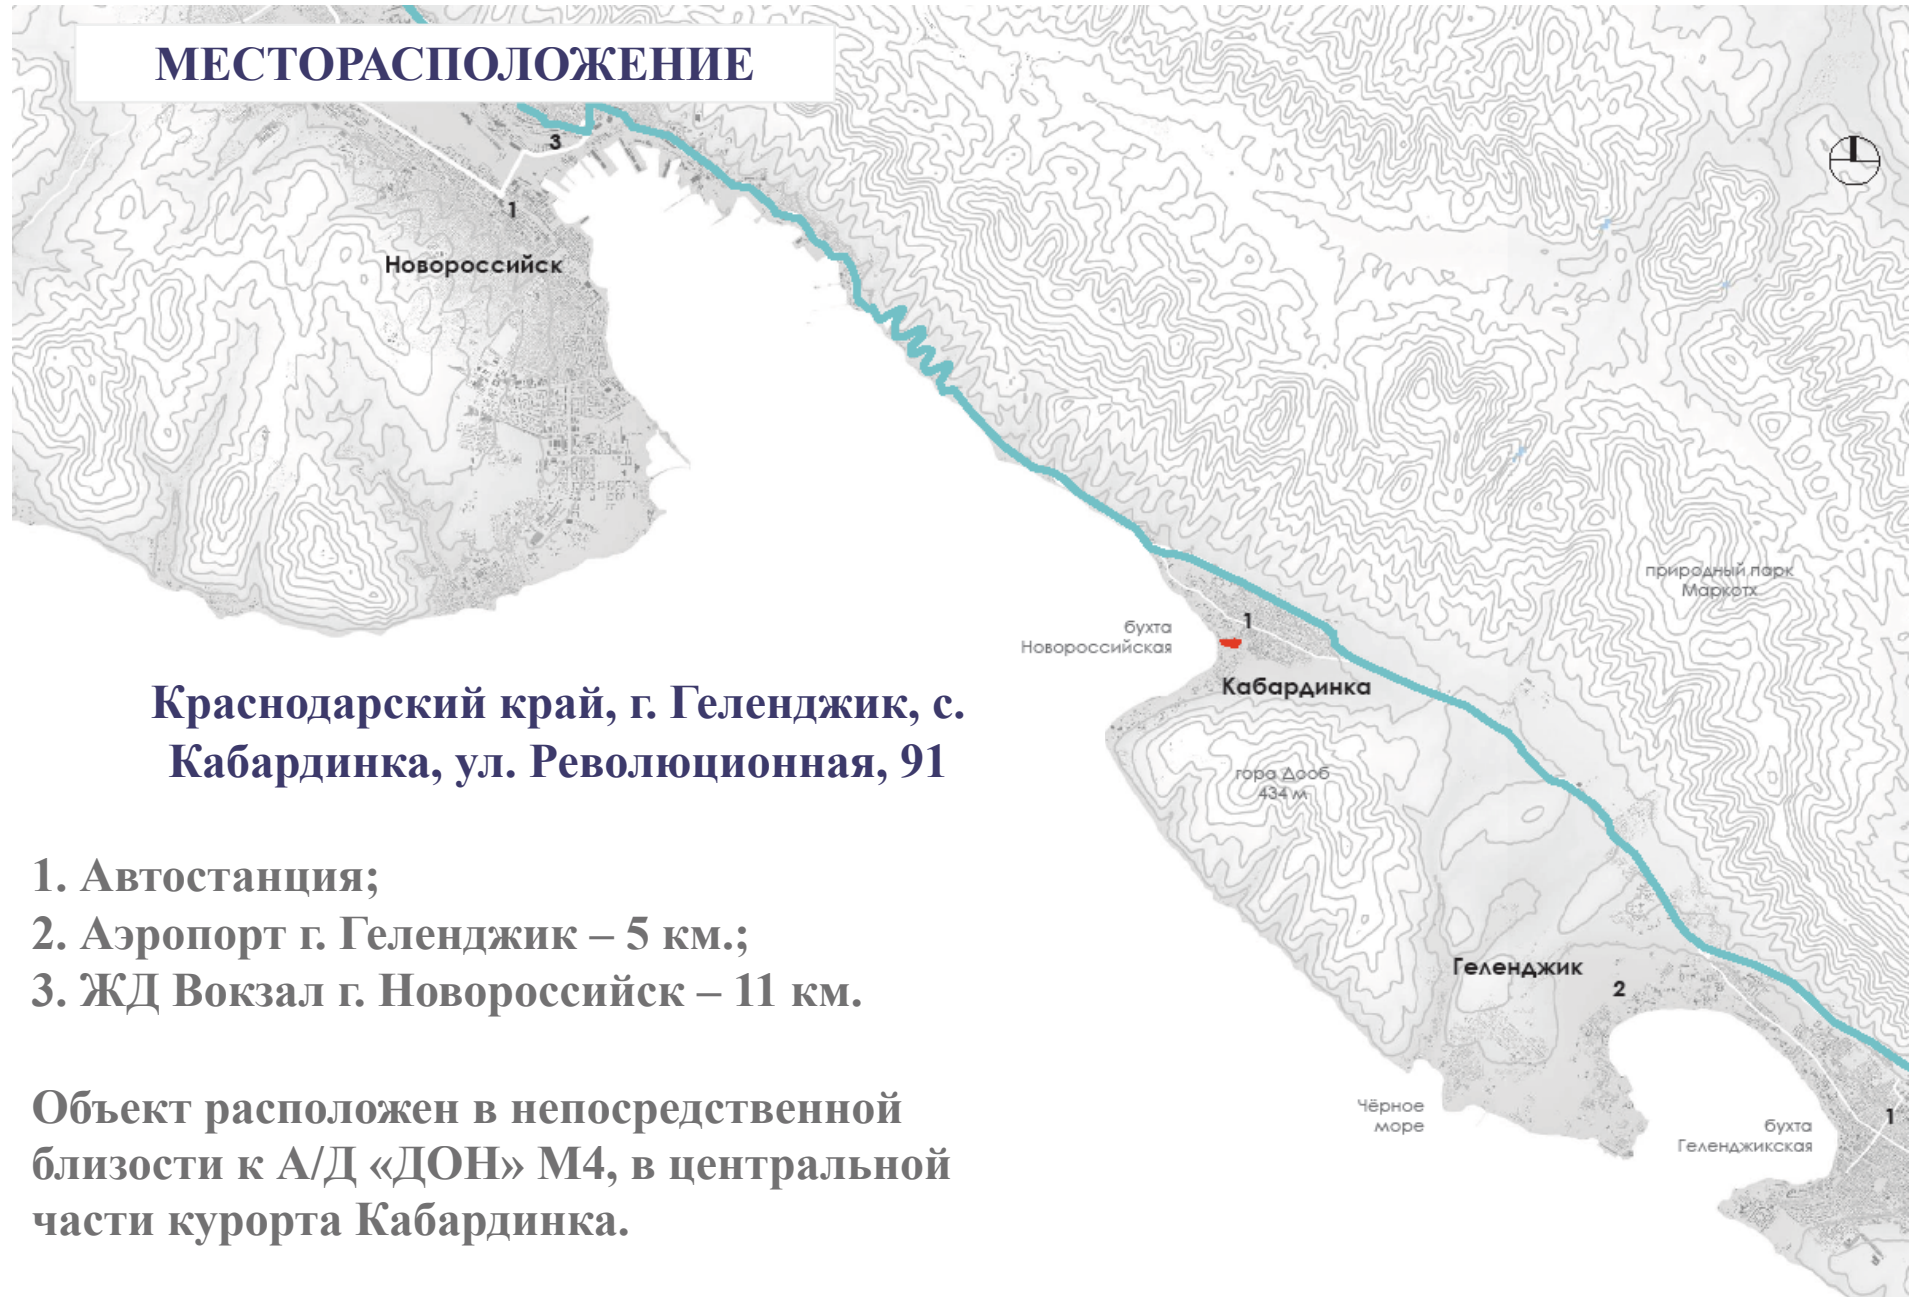 МЕСТОРАСПОЛОЖЕНИЕ
3
1
Новороссийск
природный парк
Маркотх
1
бухта
Новороссийская
Кабардинка
Краснодарский край, г. Геленджик, с.
Кабардинка, ул. Революционная, 91
гора Дооб
434 м
1. Автостанция;
2. Аэропорт г. Геленджик – 5 км.;
3. ЖД Вокзал г. Новороссийск – 11 км.
Геленджик
2
Объект расположен в непосредственной
близости к А/Д «ДОН» М4, в центральной
части курорта Кабардинка.
Чёрное
море
1
бухта
Геленджикская